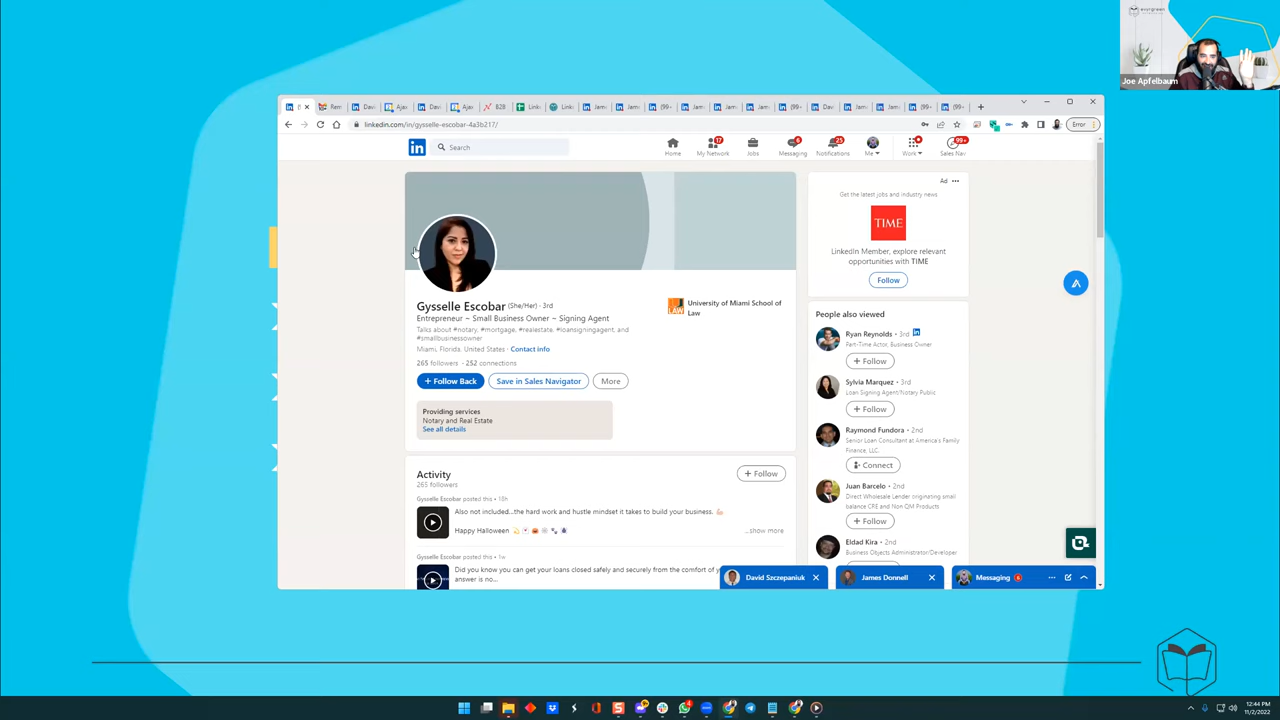 evergreen
Joe Apfelbaum
linkedin.com/in/gysselle-escobar-4a3b217/
Error
in
Search
Home
My Network
17
Jobs
Messaging
6
Notifications
25
Me
Work
Sales Nav
99+
Ad
Get the latest jobs and industry news
TIME
LinkedIn Member, explore relevant
opportunities with TIME
Follow
Gysselle Escobar (She/Her) · 3rd
Entrepreneur ~ Small Business Owner ~ Signing Agent
Talks about #notary, #mortgage, #realestate, #loansigningagent, and
#smallbusinessowner
Miami, Florida, United States · Contact info
265 followers · 252 connections
+ Follow Back
Save in Sales Navigator
More
LAW
University of Miami School of
Law
Providing services
Notary and Real Estate
See all details
Activity
265 followers
+ Follow
Gysselle Escobar posted this • 18h
Also not included...the hard work and hustle mindset it takes to build your business.
Happy Halloween
...show more
Gysselle Escobar posted this • 1w
Did you know you can get your loans closed safely and securely from the comfort of
answer is no...
People also viewed
Ryan Reynolds • 3rd
Part-Time Actor, Business Owner
+ Follow
Sylvia Marquez • 3rd
Loan Signing Agent/Notary Public
+ Follow
Raymond Fundora • 2nd
Senior Loan Consultant at America's Family
Finance, LLC.
Connect
Juan Barcelo • 2nd
Direct Wholesale Lender originating small
balance CRE and Non QM Products
+ Follow
Eldad Kira • 2nd
Business Objects Administrator/Developer
David Szczepaniuk
James Donnell
Messaging 6
12:44 PM
11/2/2022